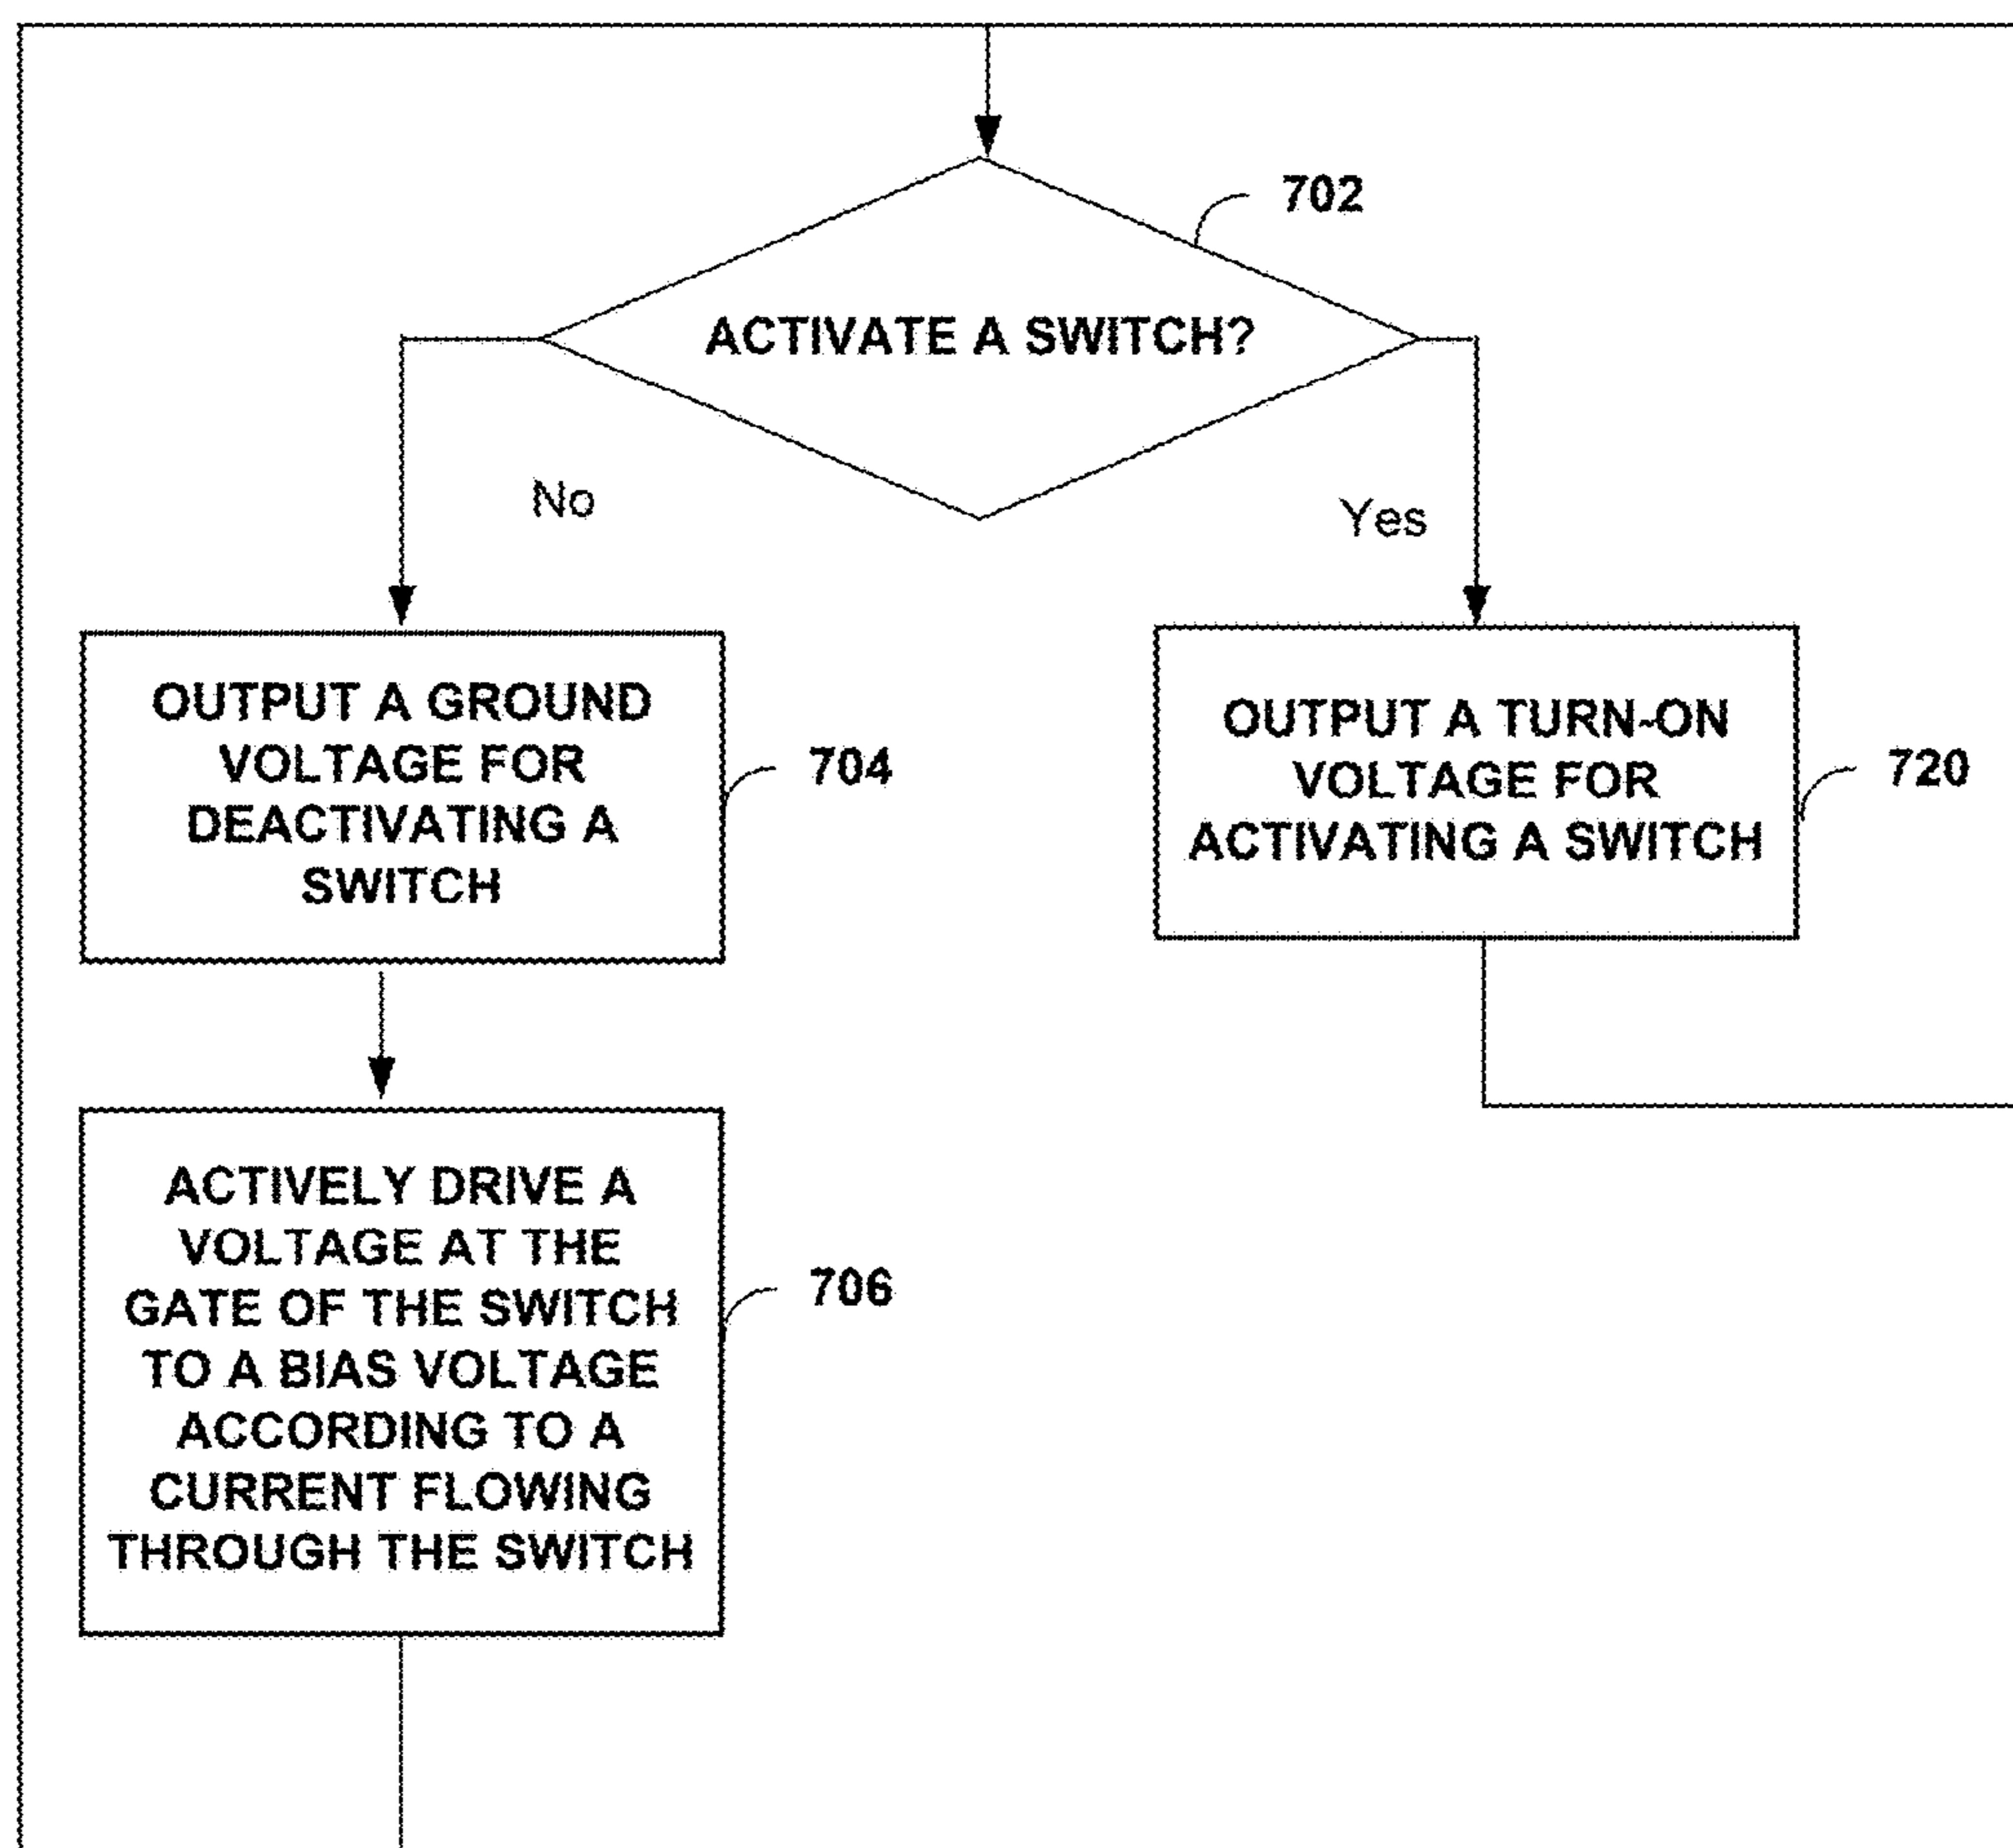 702
ACTIVATE A SWITCH?
No
Yes
OUTPUT A GROUND
VOLTAGE FOR
DEACTIVATING A
SWITCH
704
OUTPUT A TURN-ON
VOLTAGE FOR
ACTIVATING A SWITCH
720
ACTIVELY DRIVE A
VOLTAGE AT THE
GATE OF THE SWITCH
TO A BIAS VOLTAGE
ACCORDING TO A
CURRENT FLOWING
THROUGH THE SWITCH
706